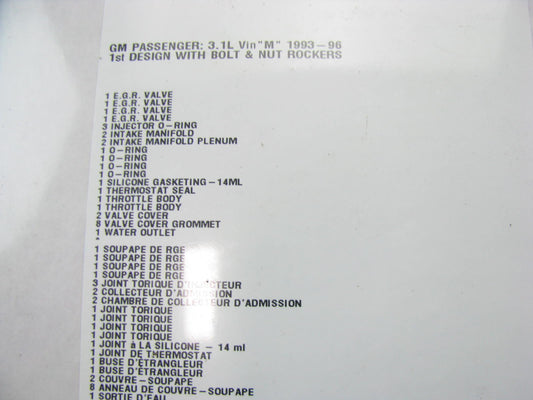 GM PASSENGER: 3.1L Vin"M" 1993-96
1st DESIGN WITH BOLT & NUT ROCKERS
1 E.G.R. VALVE
1 E.G.R. VALVE
1 E.G.R. VALVE
1 E.G.R. VALVE
3 INJECTOR O-RING
2 INTAKE MANIFOLD
2 INTAKE MANIFOLD PLENUM
1 O-RING
1 O-RING
1 O-RING
1 O-RING
1 SILICONE GASKETING-14ML
1 THERMOSTAT SEAL
1 THROTTLE BODY
1 THROTTLE BODY
2 VALVE COVER
8 VALVE COVER GROMMET
1 WATER OUTLET
*
1 SOUPAPE DE RGE
1 SOUPAPE DE RGE
1 SOUPAPE DE RGE
1 SOUPAPE DE RGE
3 JOINT TORIQUE D'INJECTEUR
2 COLLECTEUR D'ADMISSION
2 CHAMBRE DE COLLECTEUR D'ADMISSION
1 JOINT TORIQUE
1 JOINT TORIQUE
1 JOINT TORIQUE
1 JOINT TORIQUE
1 JOINT à LA SILICONE - 14 ml
1 JOINT DE THERMOSTAT
1 BUSE D'ÉTRANGLEUR
1 BUSE D'ÉTRANGLEUR
2 COUVRE-SOUPAPE
8 ANNEAU DE COUVRE-SOUPAPE
1 SORTIE D'EAU